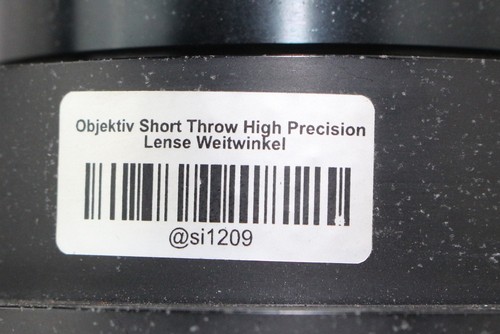 Objektiv Short Throw High Precision
Lense Weitwinkel
@si1209